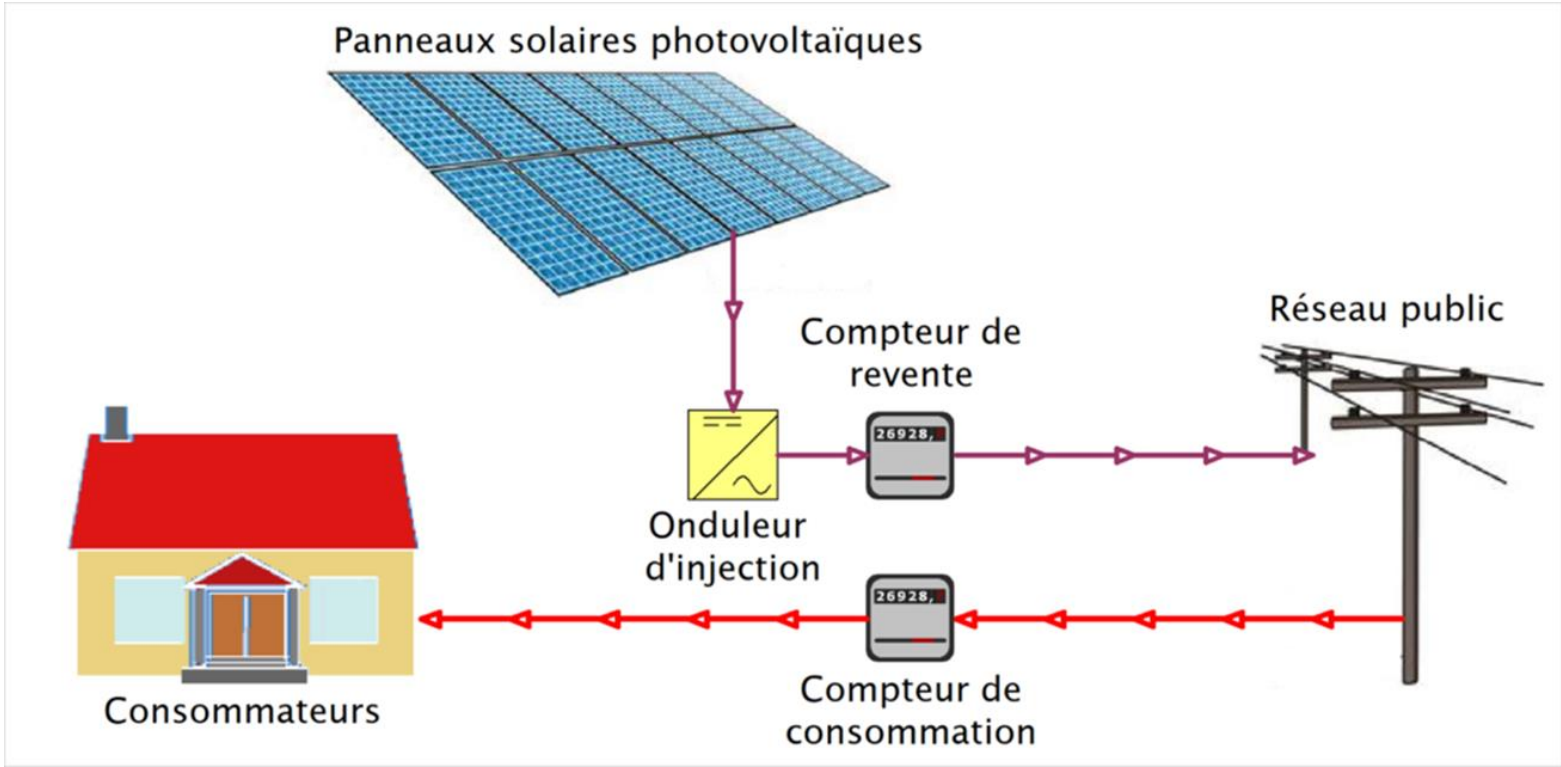 Panneaux solaires photovoltaïques
Compteur de
revente
Réseau public
26928,
Onduleur
d'injection
26928,
Consommateurs
Compteur de
consommation